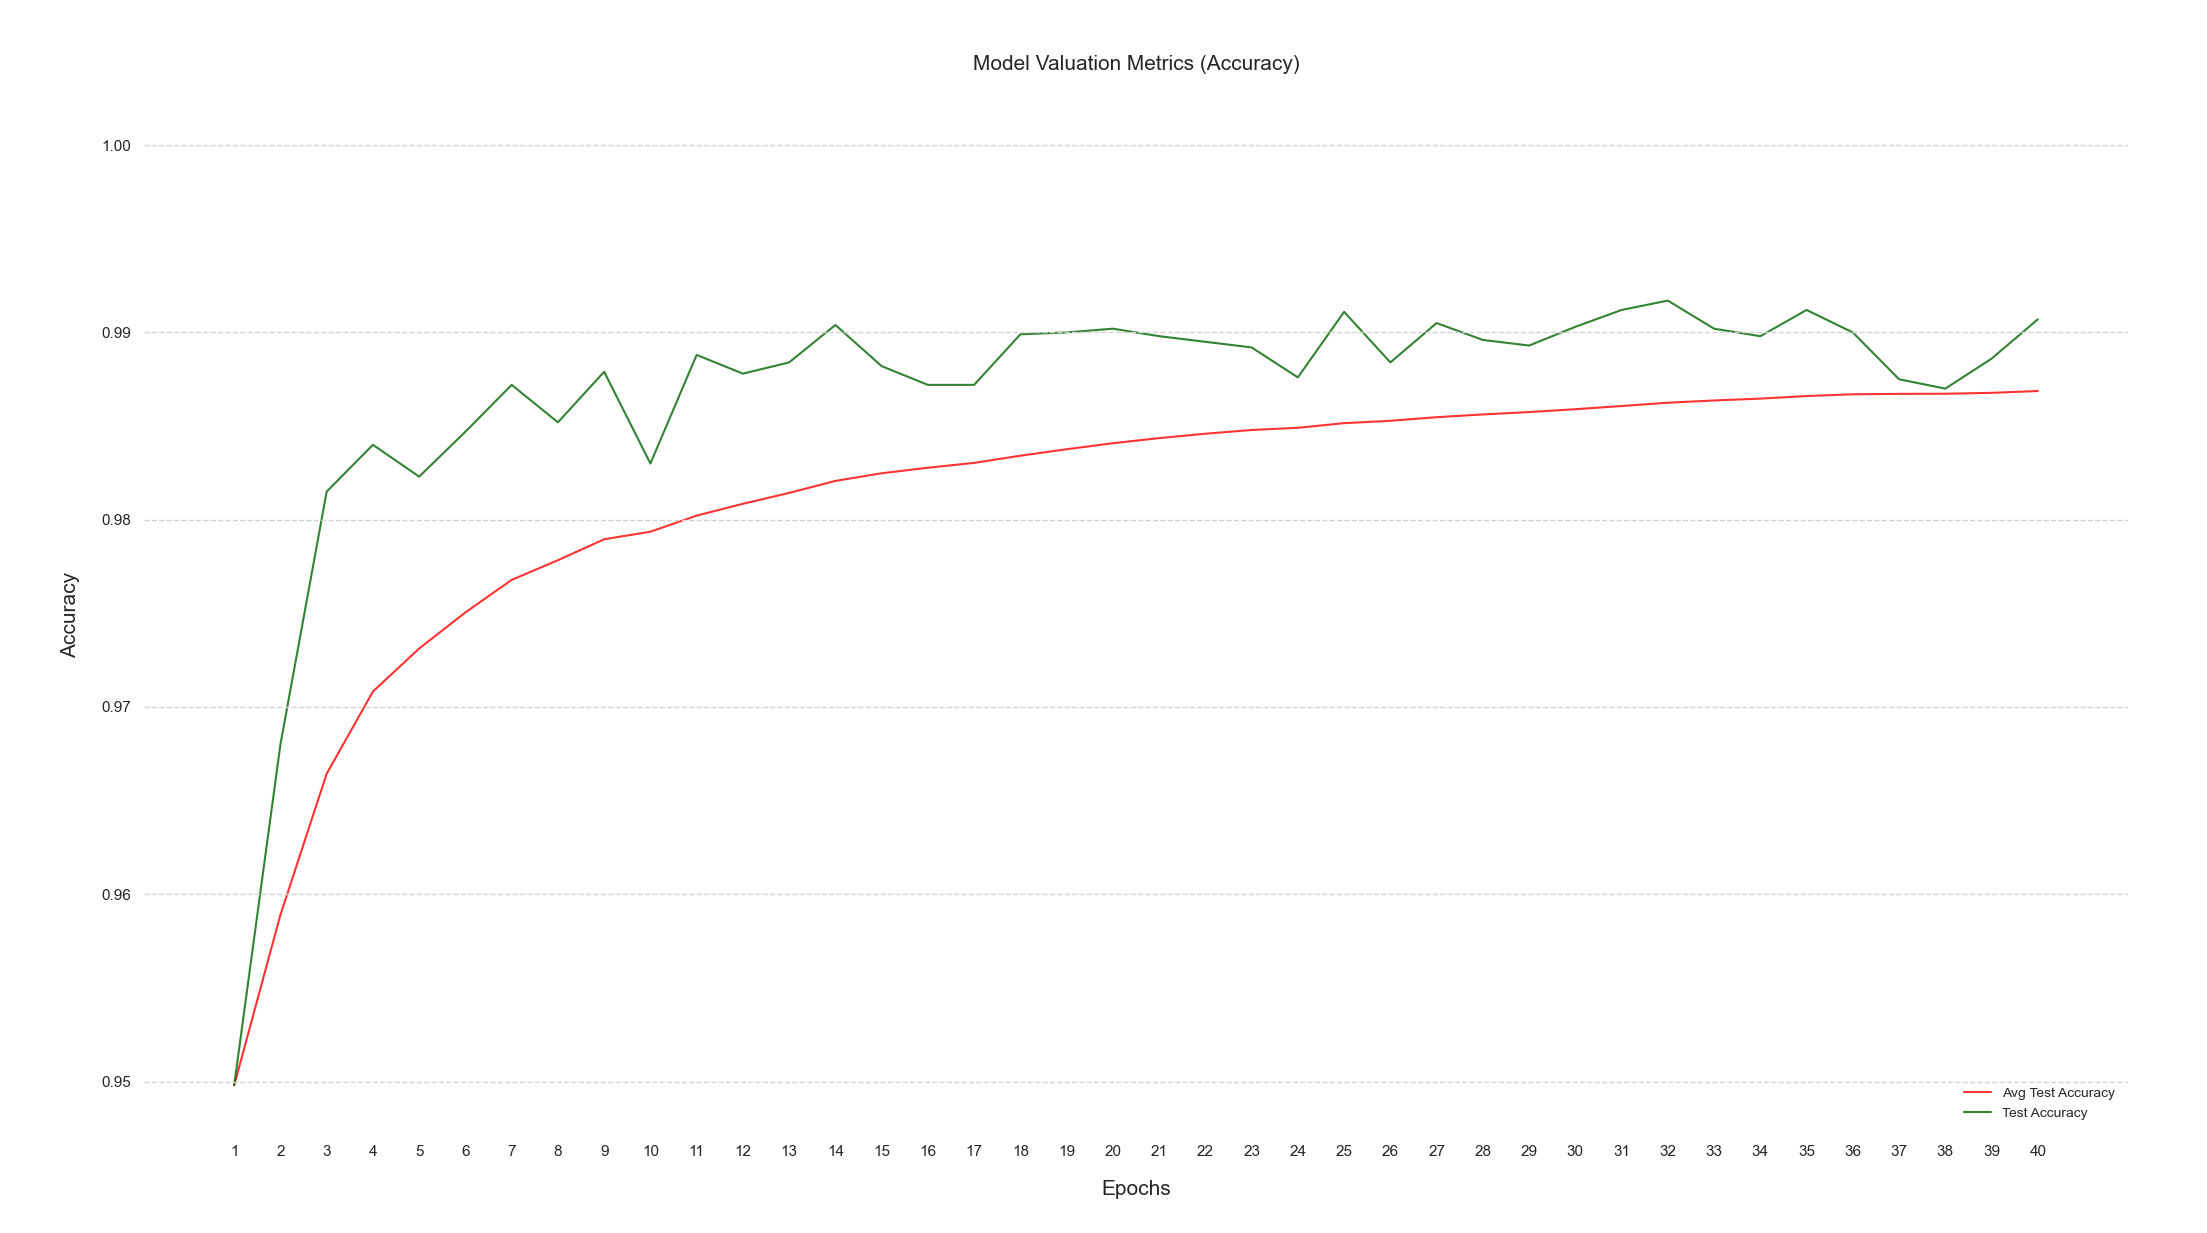 Model Valuation Metrics (Accuracy)
1.00
0.99
0.98
0.97
0.96
0.95
Accuracy
Avg Test Accuracy
Test Accuracy
1 2 3 4 5 6 7 8 9 10 11 12 13 14 15 16 17 18 19 20 21 22 23 24 25 26 27 28 29 30 31 32 33 34 35 36 37 38 39 40
Epochs